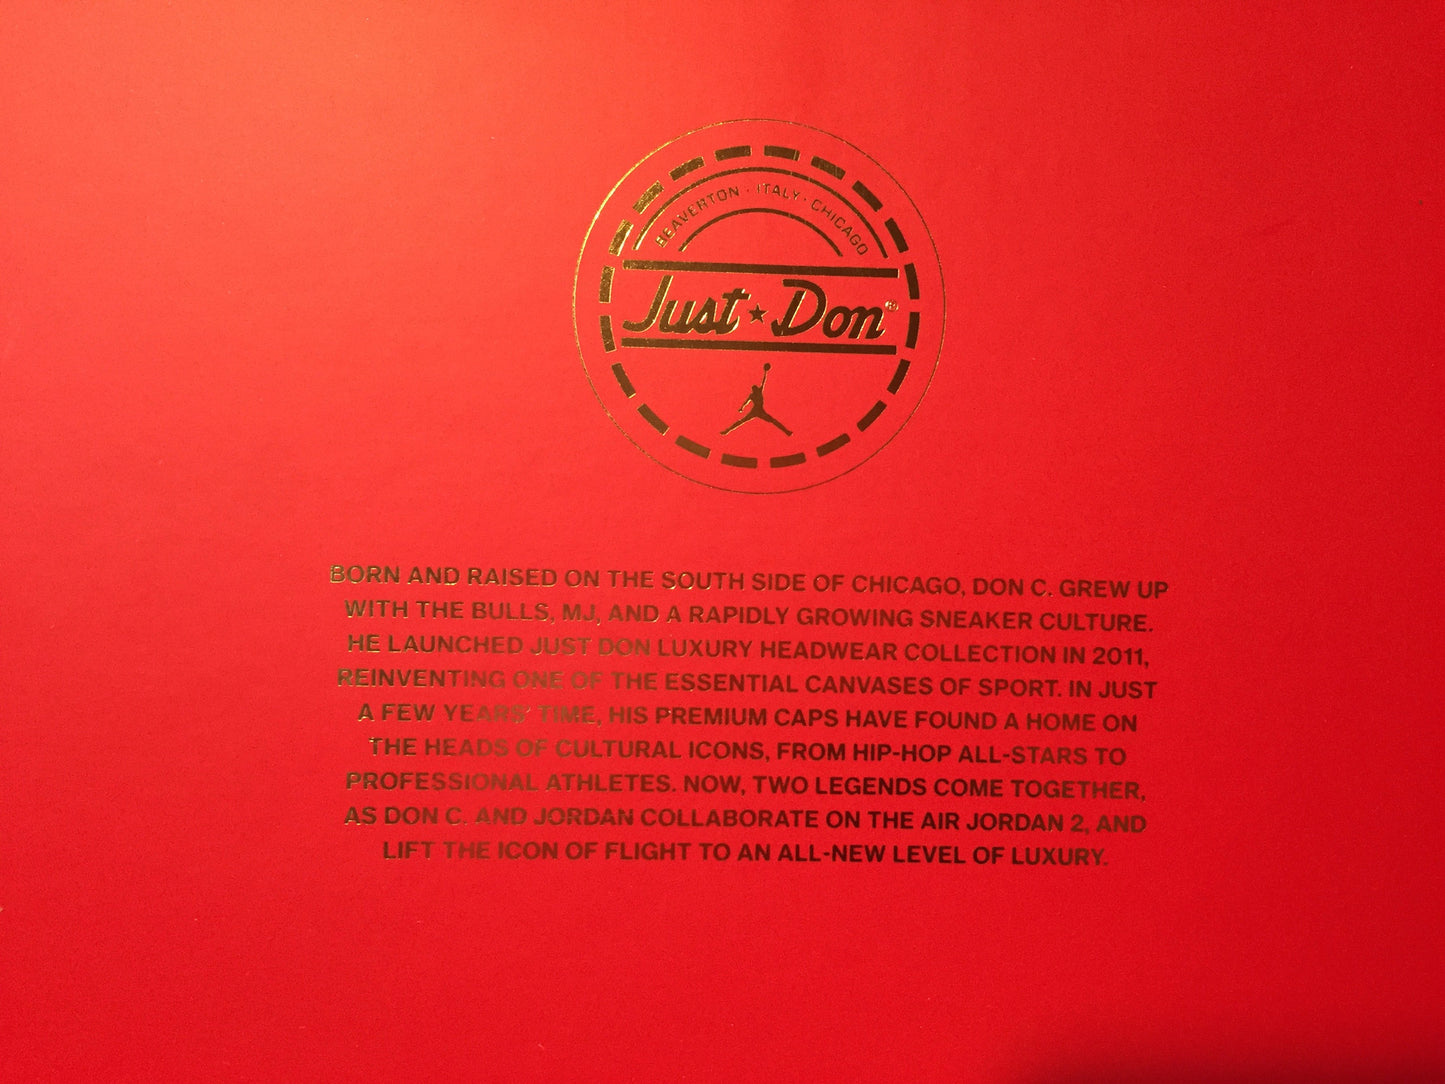 BEAVERTON · ITALY · CHICAGO
Just★Don®
BORN AND RAISED ON THE SOUTH SIDE OF CHICAGO, DON C. GREW UP
WITH THE BULLS, MJ, AND A RAPIDLY GROWING SNEAKER CULTURE.
HE LAUNCHED JUST DON LUXURY HEADWEAR COLLECTION IN 2011,
REINVENTING ONE OF THE ESSENTIAL CANVASES OF SPORT. IN JUST
A FEW YEARS' TIME, HIS PREMIUM CAPS HAVE FOUND A HOME ON
THE HEADS OF CULTURAL ICONS, FROM HIP-HOP ALL-STARS TO
PROFESSIONAL ATHLETES. NOW, TWO LEGENDS COME TOGETHER,
AS DON C. AND JORDAN COLLABORATE ON THE AIR JORDAN 2, AND
LIFT THE ICON OF FLIGHT TO AN ALL-NEW LEVEL OF LUXURY.